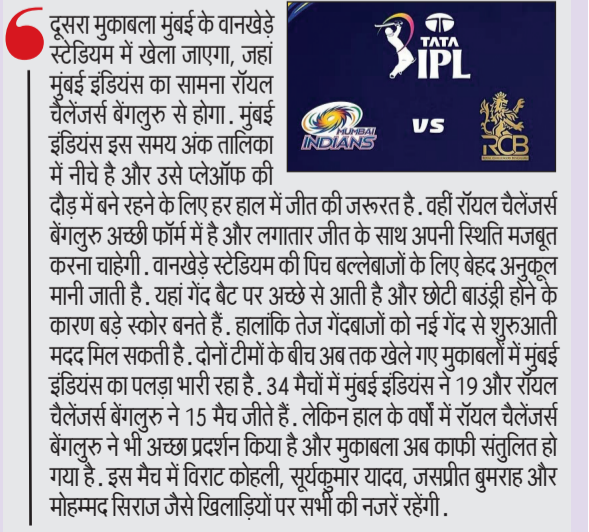 दूसरा मुकाबला मुंबई के वानखेड़े
स्टेडियम में खेला जाएगा, जहां
मुंबई इंडियंस का सामना रॉयल
चैलेंजर्स बेंगलुरु से होगा. मुंबई
इंडियंस इस समय अंक तालिका
में नीचे है और उसे प्लेऑफ की
दौड़ में बने रहने के लिए हर हाल में जीत की जरूरत है. वहीं रॉयल चैलेंजर्स
बेंगलुरु अच्छी फॉर्म में है और लगातार जीत के साथ अपनी स्थिति मजबूत
करना चाहेगी. वानखेड़े स्टेडियम की पिच बल्लेबाजों के लिए बेहद अनुकूल
मानी जाती है. यहां गेंद बैट पर अच्छे से आती है और छोटी बाउंड्री होने के
कारण बड़े स्कोर बनते हैं. हालांकि तेज गेंदबाजों को नई गेंद से शुरुआती
मदद मिल सकती है. दोनों टीमों के बीच अब तक खेले गए मुकाबलों में मुंबई
इंडियंस का पलड़ा भारी रहा है. 34 मैचों में मुंबई इंडियंस ने 19 और रॉयल
चैलेंजर्स बेंगलुरु ने 15 मैच जीते हैं. लेकिन हाल के वर्षों में रॉयल चैलेंजर्स
बेंगलुरु ने भी अच्छा प्रदर्शन किया है और मुकाबला अब काफी संतुलित हो
गया है. इस मैच में विराट कोहली, सूर्यकुमार यादव, जसप्रीत बुमराह और
मोहम्मद सिराज जैसे खिलाड़ियों पर सभी की नजरें रहेंगी.
TATA
IPL
MUMBAI
INDIANS
VS
RCB